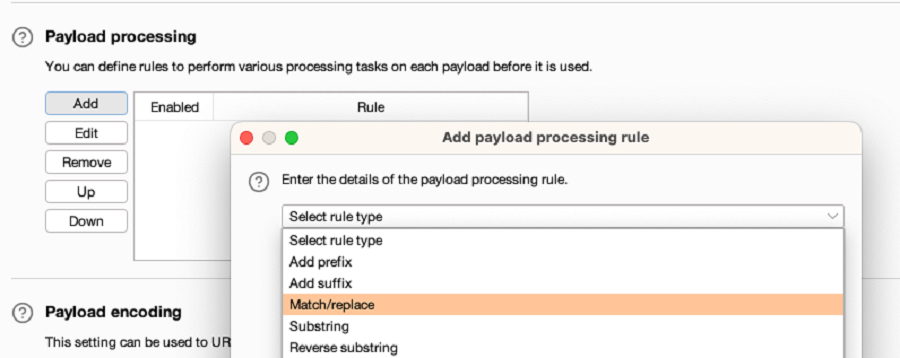 Payload processing
You can define rules to perform various processing tasks on each payload before it is used.
Add
Enabled
Rule
Edit
Remove
Up
Down
Add payload processing rule
Enter the details of the payload processing rule.
Select rule type
Select rule type
Add prefix
Add suffix
Match/replace
Substring
Reverse substring
Payload encoding
This setting can be used to UR